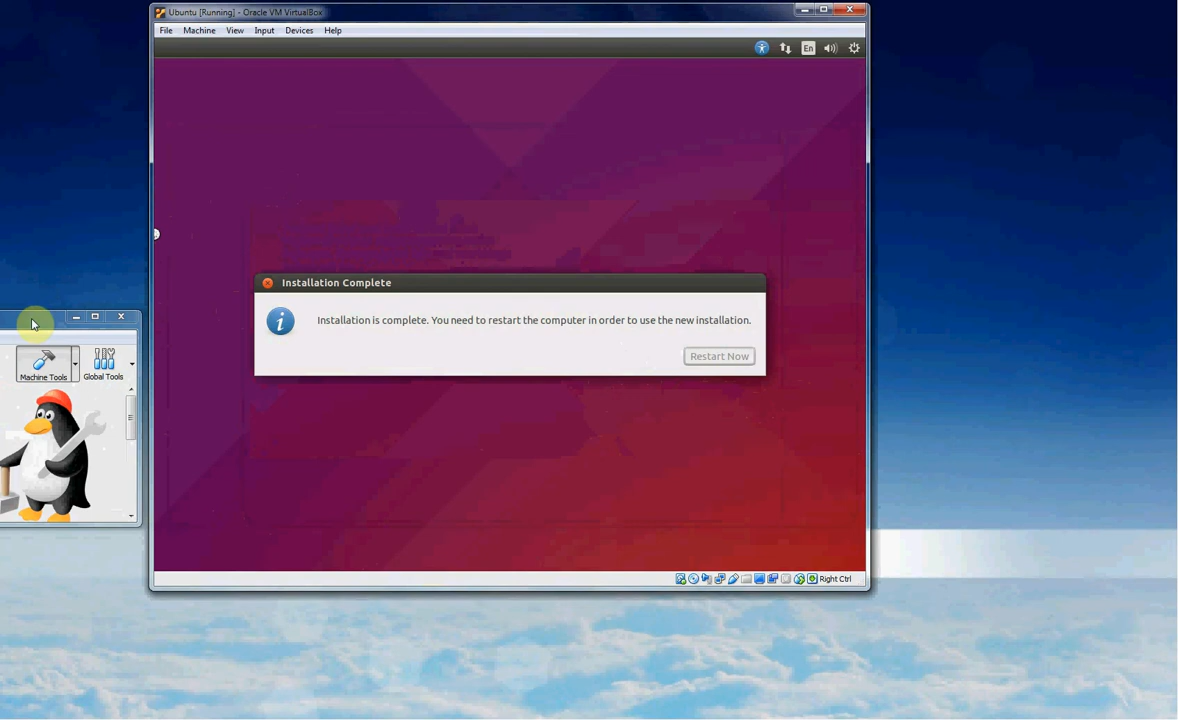 Ubuntu [Running] - Oracle VM VirtualBox
File Machine View Input Devices Help
En
Installation Complete
Installation is complete. You need to restart the computer in order to use the new installation.
Restart Now
Machine Tools
Global Tools
Right Ctrl